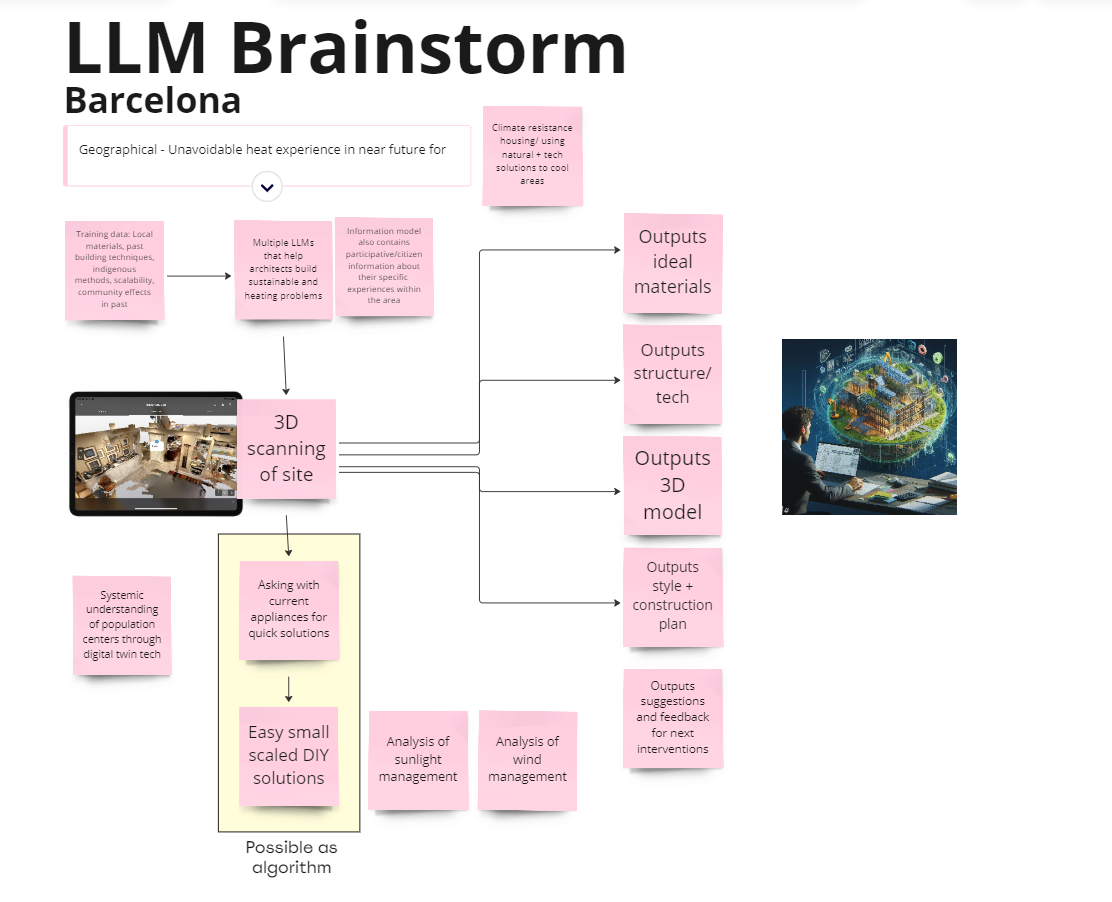 LLM Brainstorm
Barcelona
Geographical - Unavoidable heat experience in near future for
Climate resistance
housing/ using
natural + tech
solutions to cool
areas
Training data: Local
materials, past
building techniques,
indigenous
methods, scalability,
community effects
in past
Multiple LLMs
that help
architects build
sustainable and
heating problems
Information model
also contains
participative/citizen
information about
their specific
experiences within
the area
Outputs
ideal
materials
Outputs
structure/
tech
3D
scanning
of site
Outputs
3D
model
Outputs
style +
construction
plan
Asking with
current
appliances for
quick solutions
Systemic
understanding
of population
centers through
digital twin tech
Outputs
suggestions
and feedback
for next
interventions
Easy small
scaled DIY
solutions
Analysis of
sunlight
management
Analysis of
wind
management
Possible as
algorithm